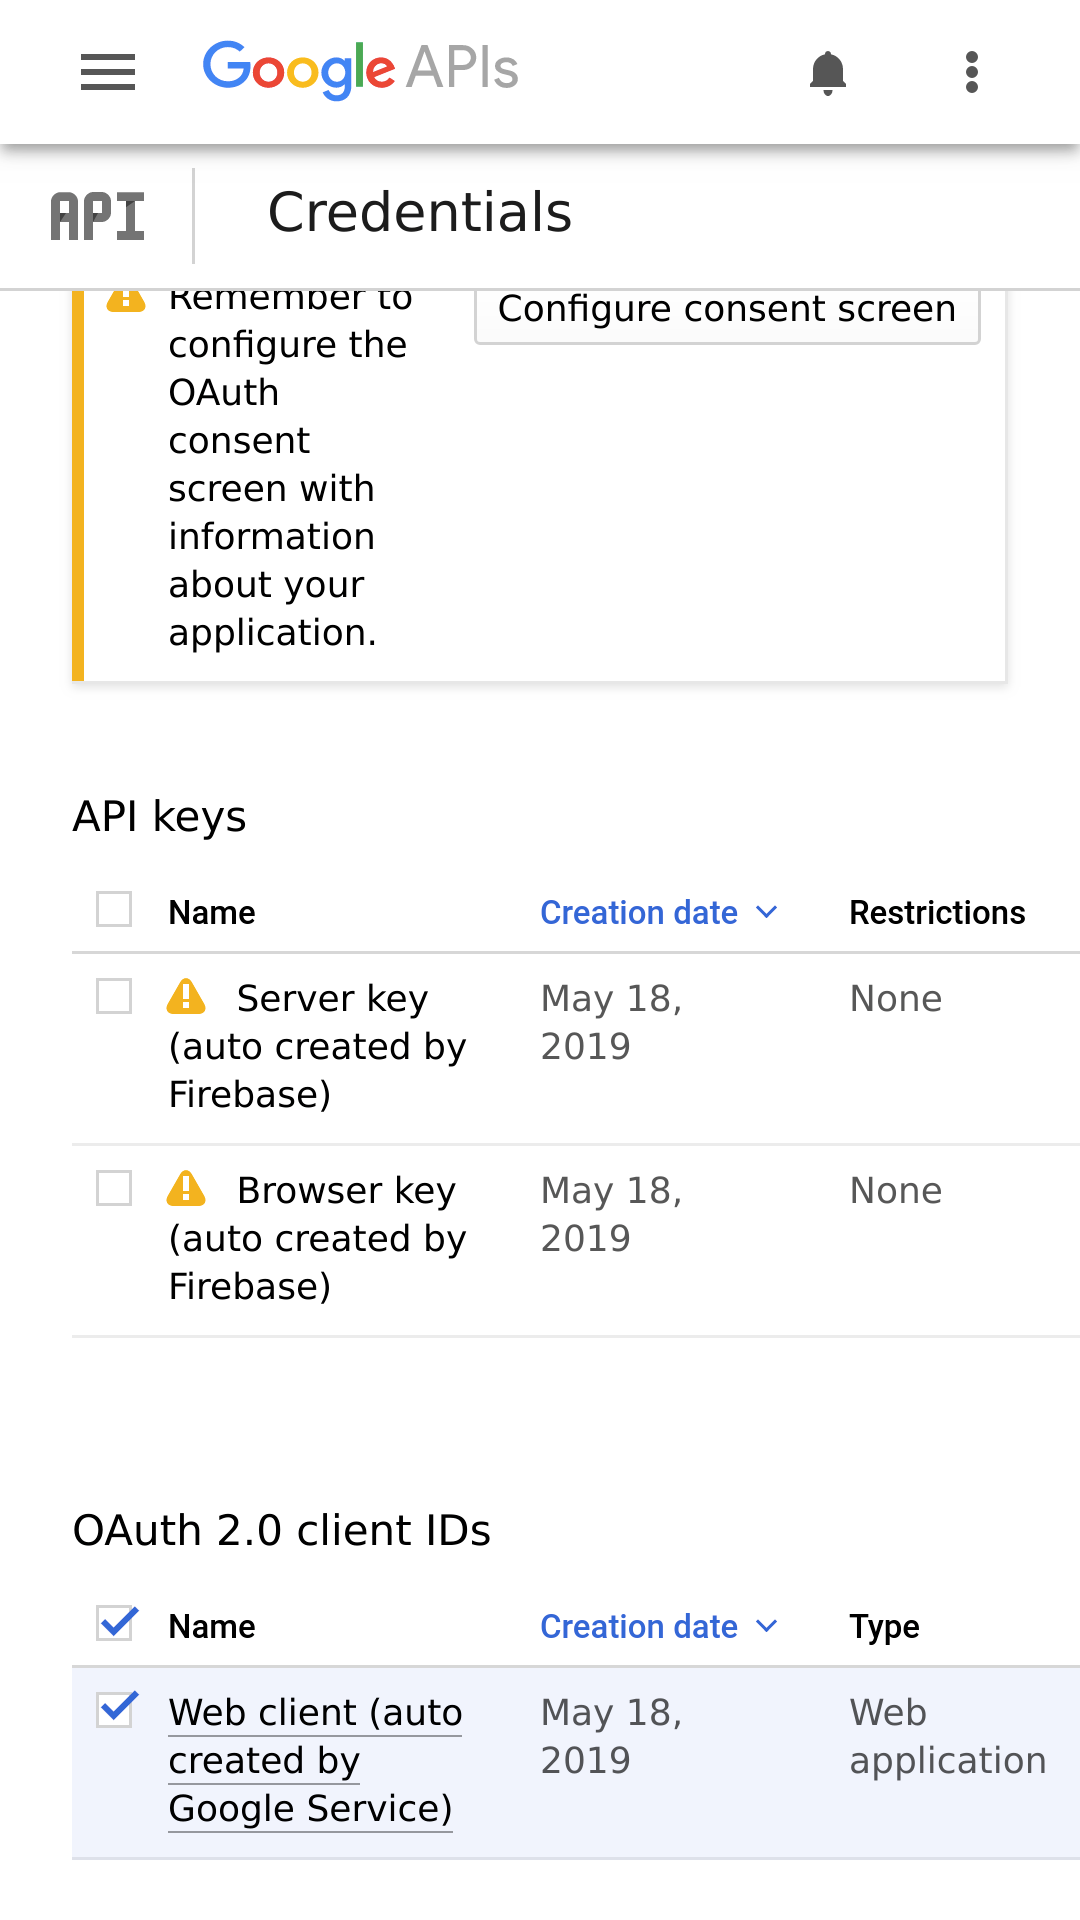 Google APIs
API
Credentials
Remember to
configure the
OAuth
consent
screen with
information
about your
application.
Configure consent screen
API keys
Name Creation date Restrictions
Server key
(auto created by
Firebase)
May 18,
2019
None
Browser key
(auto created by
Firebase)
May 18,
2019
None
OAuth 2.0 client IDs
Name Creation date Type
Web client (auto
created by
Google Service)
May 18,
2019
Web
application